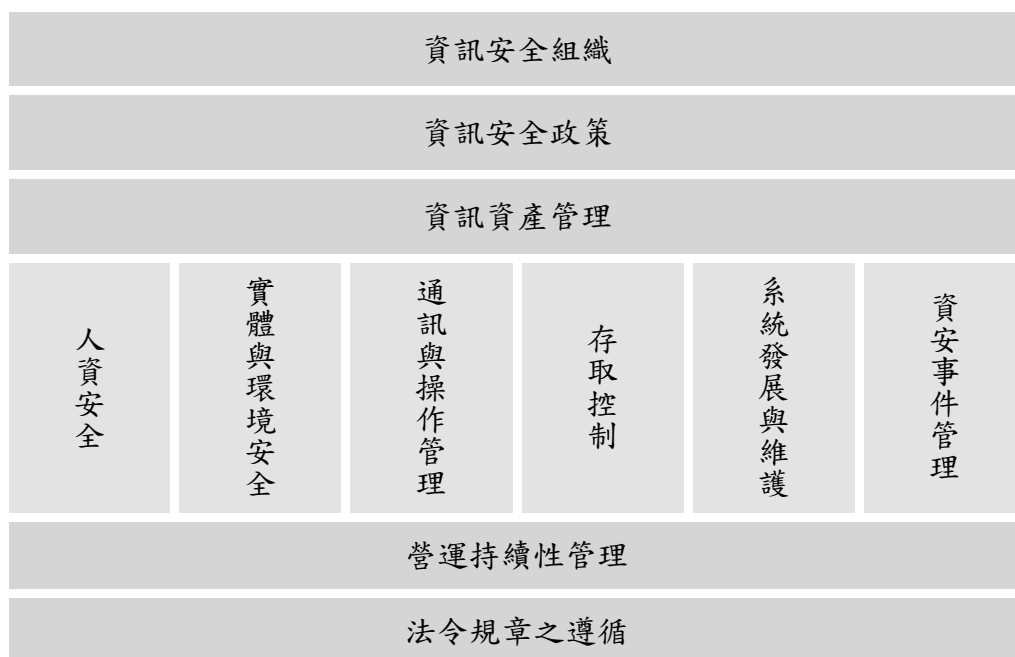 資訊安全組織
資訊安全政策
資訊資產管理
人資安全
實體與環境安全
通訊與操作管理
存取控制
系統發展與維護
資安事件管理
營運持續性管理
法令規章之遵循